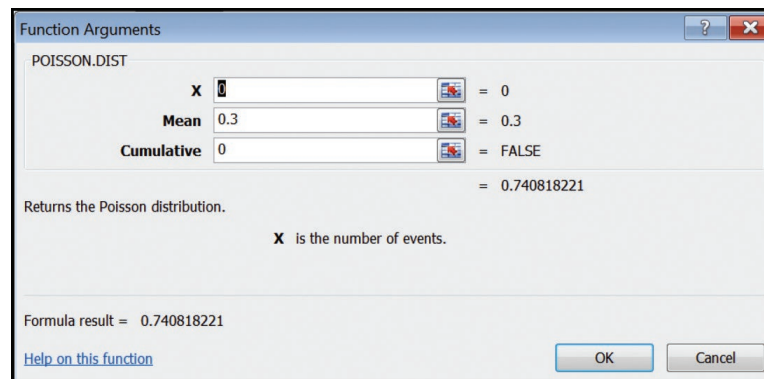 Function Arguments
?
POISSON.DIST
X 0 = 0
Mean 0.3 = 0.3
Cumulative 0 = FALSE
= 0.740818221
Returns the Poisson distribution.
X is the number of events.
Formula result = 0.740818221
Help on this function
OK Cancel